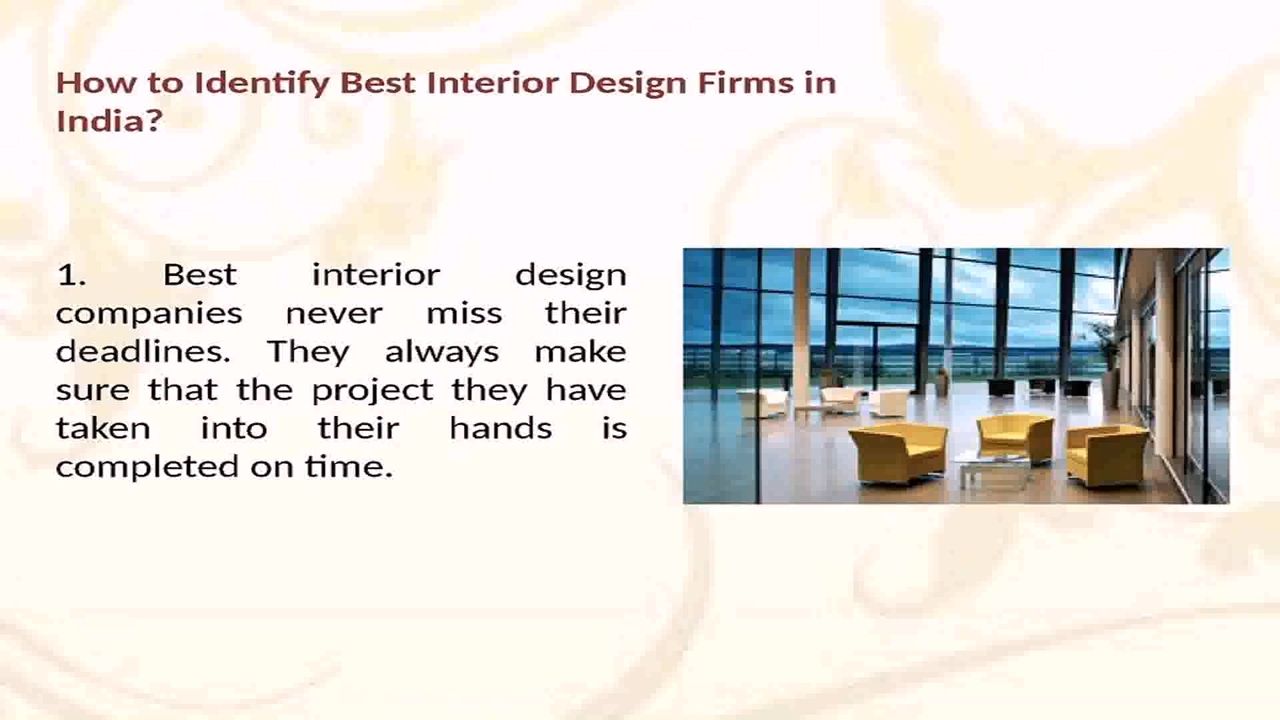 How to Identify Best Interior Design Firms in
India?
1. Best interior design
companies never miss their
deadlines. They always make
sure that the project they have
taken into their hands is
completed on time.